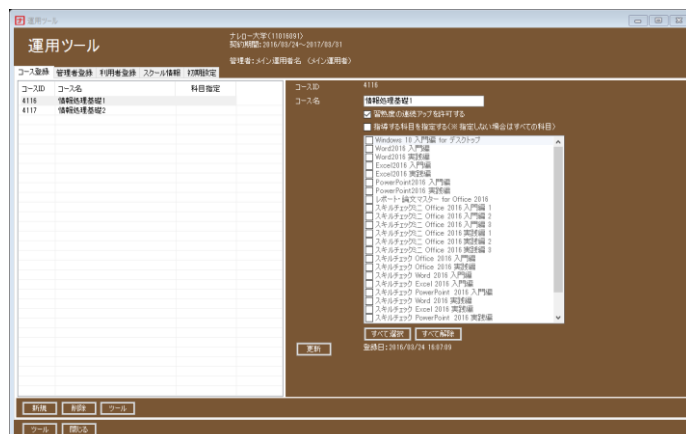 運用ツール
運用ツール
ナレロー大学(11016091)
契約期間:2016/03/24～2017/03/31
管理者:メイン運用者名 (メイン運用者)
コース登録 管理者登録 利用者登録 スクール情報 初期設定
コースID コース名 科目指定
4116 情報処理基礎1
4117 情報処理基礎2
コースID 4116
コース名 情報処理基礎1
習熟度の連続アップを許可する
指導する科目を指定する(※指定しない場合はすべての科目)
Windows 10 入門編 for デスクトップ
Word2016 入門編
Word2016 実践編
Excel2016 入門編
Excel2016 実践編
PowerPoint2016 入門編
PowerPoint2016 実践編
レポート・論文マスター for Office 2016
スキルチェックミニ Office 2016 入門編 1
スキルチェックミニ Office 2016 入門編 2
スキルチェックミニ Office 2016 入門編 3
スキルチェックミニ Office 2016 実践編 1
スキルチェックミニ Office 2016 実践編 2
スキルチェックミニ Office 2016 実践編 3
スキルチェック Office 2016 入門編
スキルチェック Office 2016 実践編
スキルチェック Word 2016 入門編
スキルチェック Excel 2016 入門編
スキルチェック PowerPoint 2016 入門編
スキルチェック Word 2016 実践編
スキルチェック Excel 2016 実践編
スキルチェック PowerPoint 2016 実践編
すべて選択 すべて解除
更新 登録日:2016/03/24 16:07:09
新規 削除 ツール
ツール 閉じる